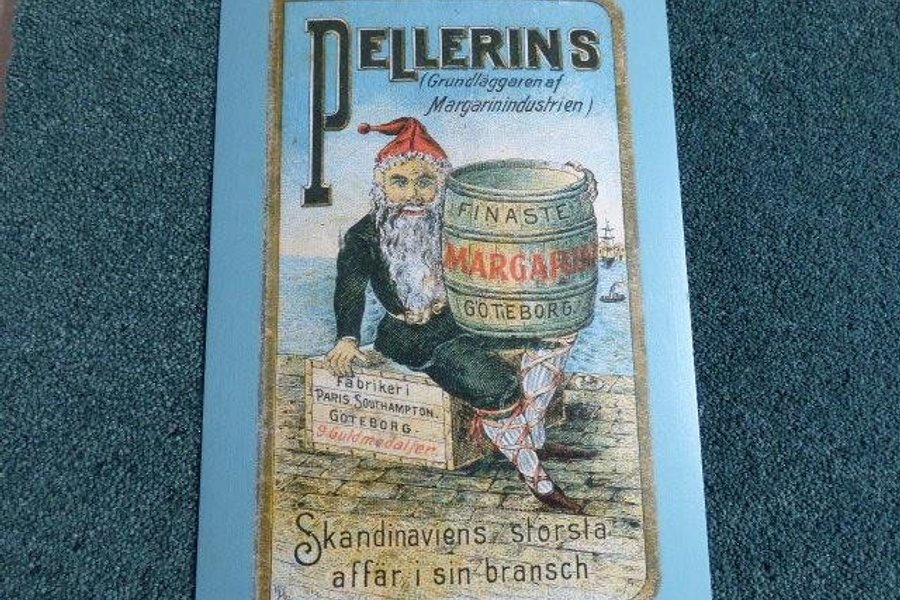 PELLERINS
(Grundläggaren af
Margarinindustrien)
FINASTE
MARGARIN
GÖTEBORG.
Fabriker i
PARIS SOUTHAMPTON.
GÖTEBORG.
9 Guldmedaljer
Skandinaviens största
affär i sin bransch